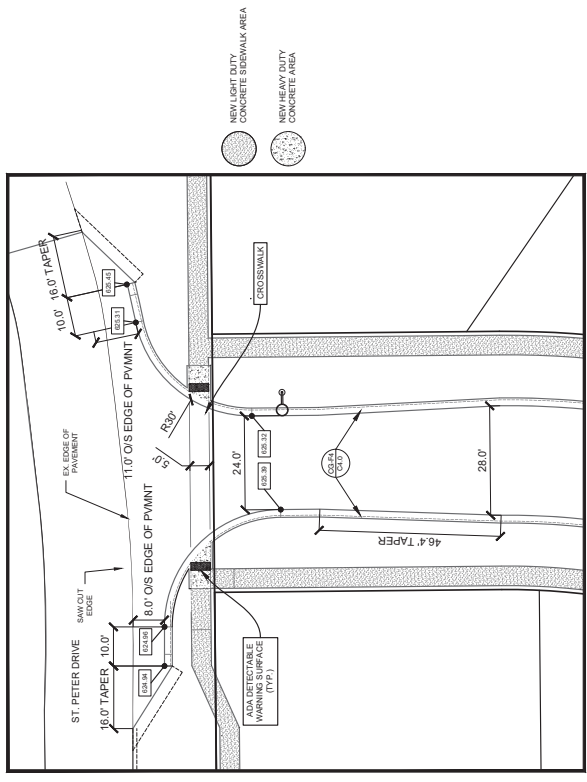 NEW LIGHT DUTY
CONCRETE SIDEWALK AREA
NEW HEAVY DUTY
CONCRETE AREA
ST. PETER DRIVE
SAW CUT
EDGE
EX. EDGE OF
PAVEMENT
16.0' TAPER
10.0'
10.0'
16.0' TAPER
624.94
624.96
625.31
625.45
8.0' O/S EDGE OF PVMNT
11.0' O/S EDGE OF PVMNT
5.0'
R30'
CROSSWALK
ADA DETECTABLE
WARNING SURFACE
(TYP.)
24.0'
625.39
625.32
CG-F4
C4.0
28.0'
46.4' TAPER